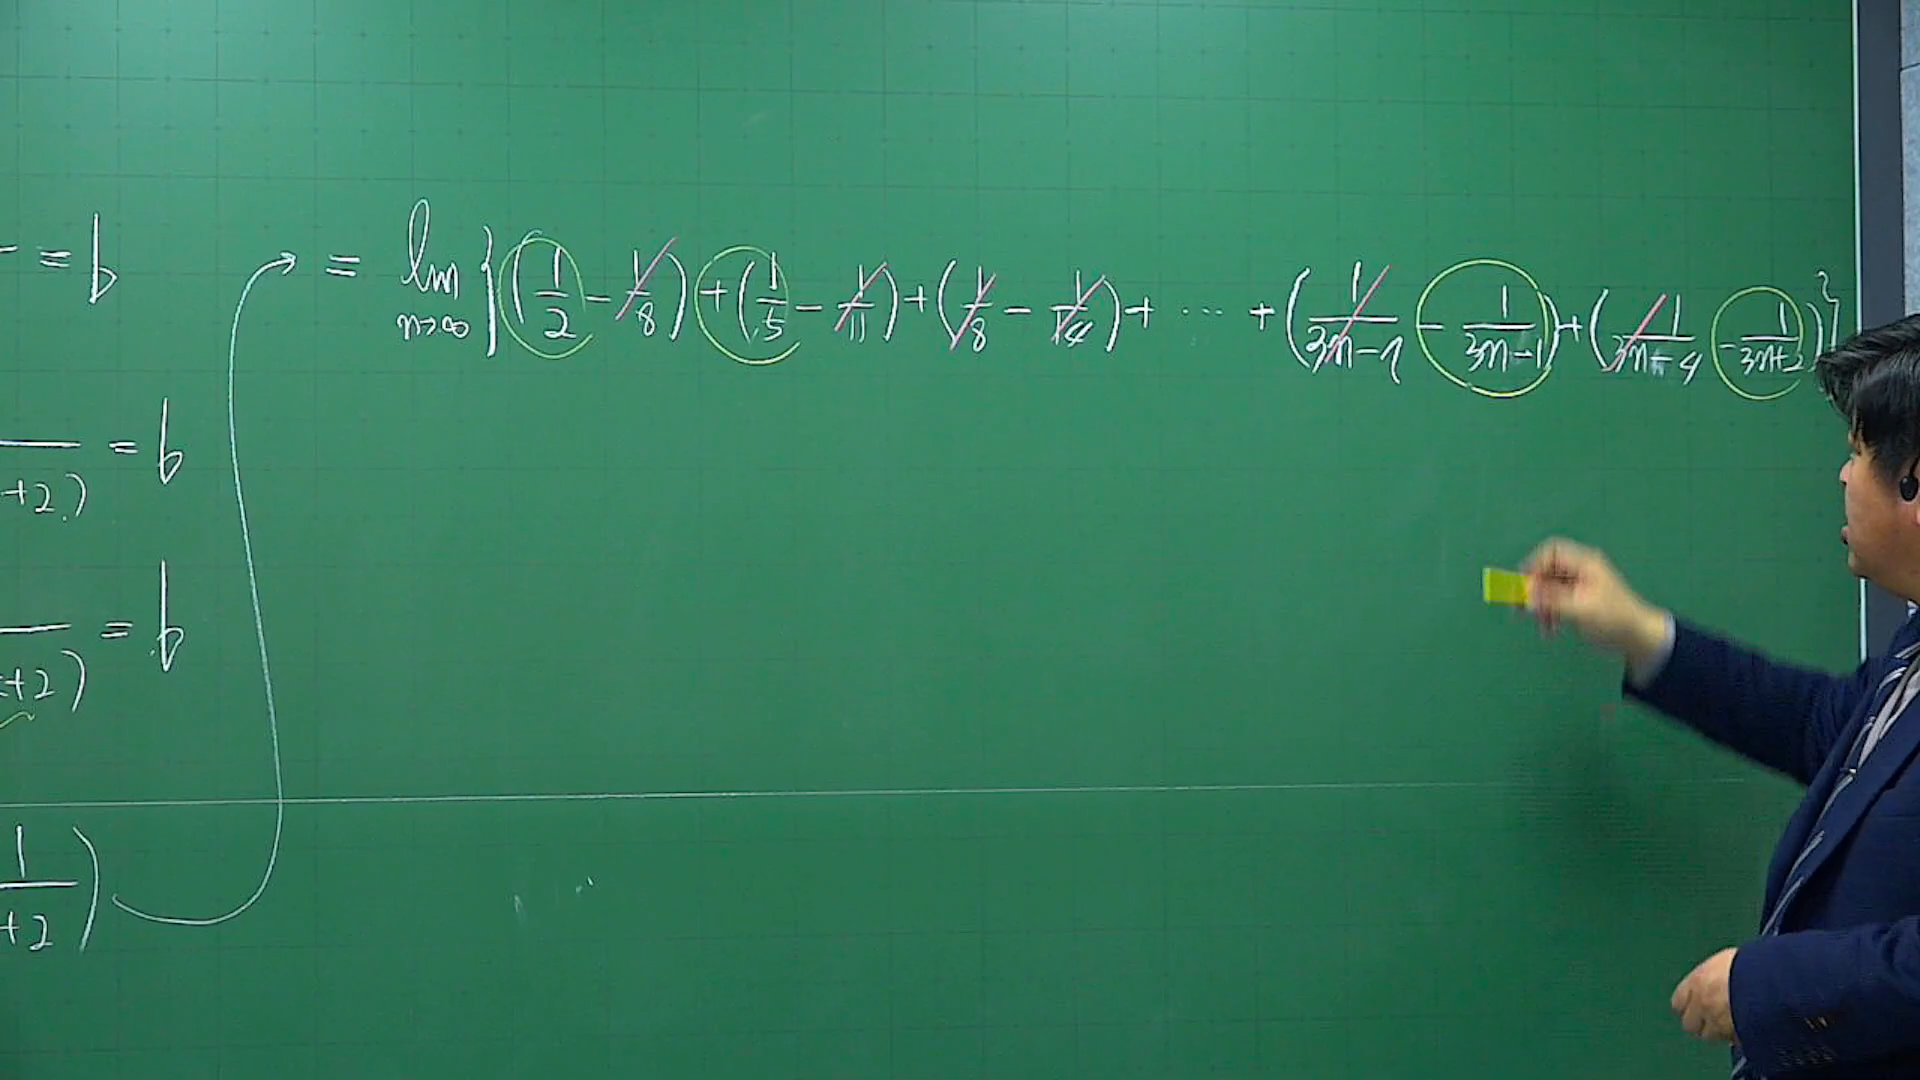 = b
= lim n→∞ { ( 1/2 − 1/8 ) + ( 1/5 − 1/11 ) + ( 1/8 − 1/14 ) + ⋯ + ( 1/(3n−7) − 1/(3n−1) ) + ( 1/(3n−4) − 1/(3n+2) ) }
= b
+2)
= b
+2)
1
+2 )